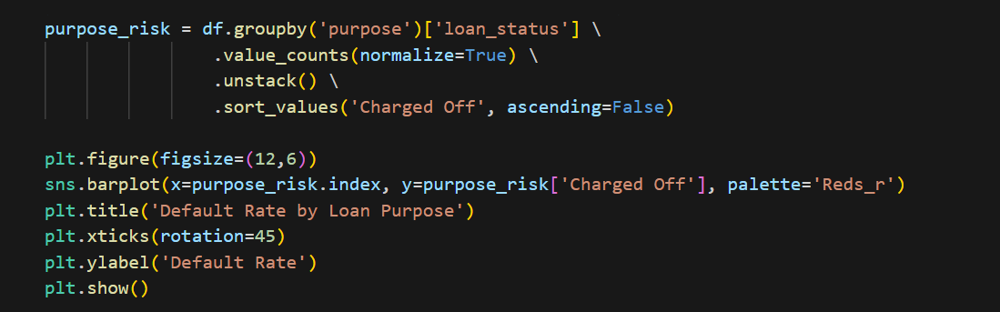 purpose_risk = df.groupby('purpose')['loan_status'] \
                .value_counts(normalize=True) \
                .unstack() \
                .sort_values('Charged Off', ascending=False)

plt.figure(figsize=(12,6))
sns.barplot(x=purpose_risk.index, y=purpose_risk['Charged Off'], palette='Reds_r')
plt.title('Default Rate by Loan Purpose')
plt.xticks(rotation=45)
plt.ylabel('Default Rate')
plt.show()